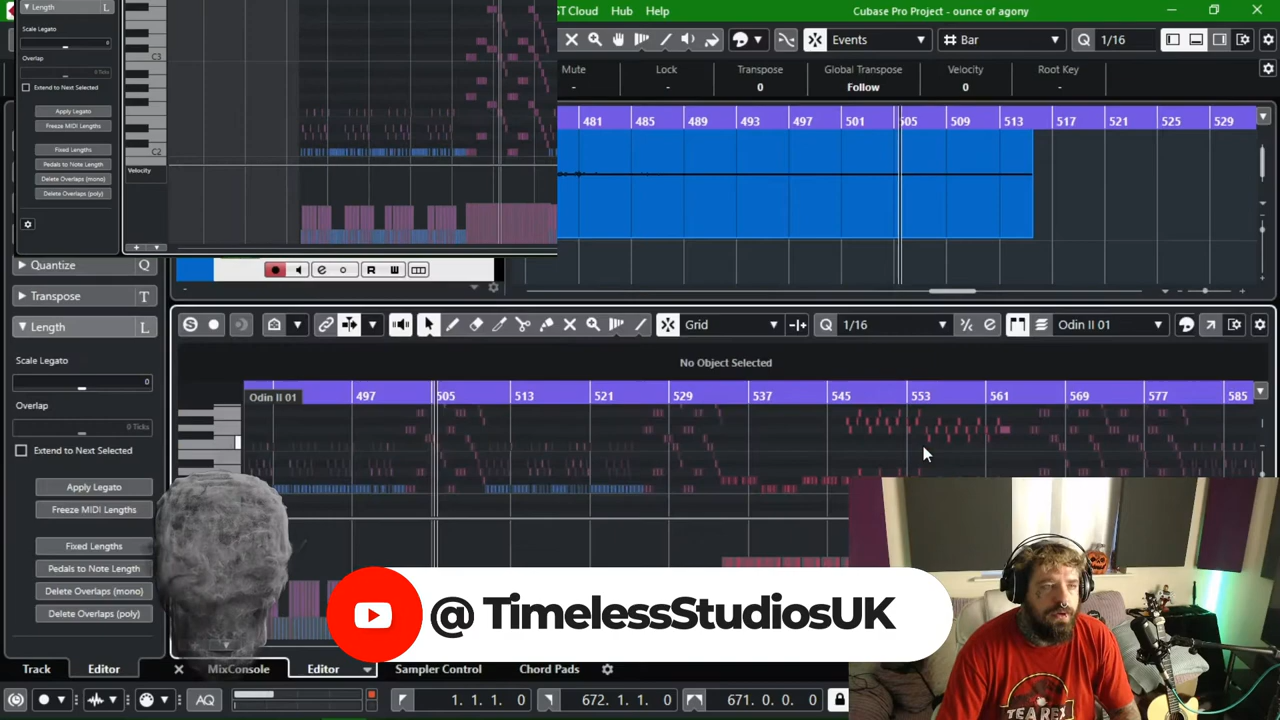 Length L
Scale Legato
0
Overlap
0 Ticks
Extend to Next Selected
Apply Legato
Freeze MIDI Lengths
Fixed Lengths
Pedals to Note Length
Delete Overlaps (mono)
Delete Overlaps (poly)
C3
C2
Velocity
ST Cloud Hub Help Cubase Pro Project - ounce of agony
Events Bar Q 1/16
Mute Lock Transpose Global Transpose Velocity Root Key
- - 0 Follow 0 -
481 485 489 493 497 501 505 509 513 517 521 525 529
R W
Quantize Q
Transpose T
Length L
Scale Legato
0
Overlap
0 Ticks
Extend to Next Selected
Apply Legato
Freeze MIDI Lengths
Fixed Lengths
Pedals to Note Length
Delete Overlaps (mono)
Delete Overlaps (poly)
S Grid Q 1/16 Odin II 01
No Object Selected
Odin II 01 497 505 513 521 529 537 545 553 561 569 577 585
@ TimelessStudiosUK
TEA REX
Track Editor MixConsole Editor Sampler Control Chord Pads
AQ 1. 1. 1. 0 672. 1. 1. 0 671. 0. 0. 0